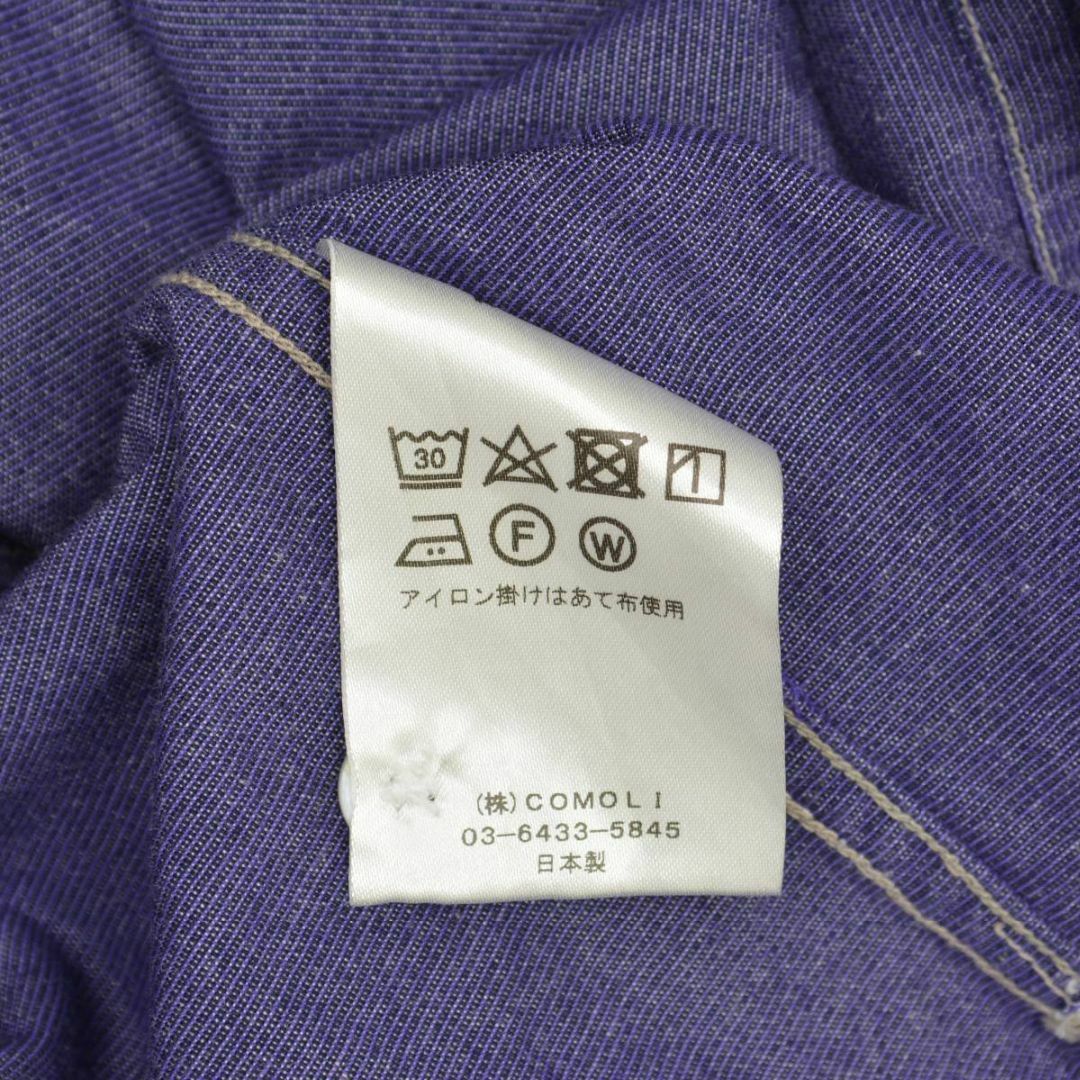 30
F W
アイロン掛けはあて布使用
(株)COMOLI
03-6433-5845
日本製